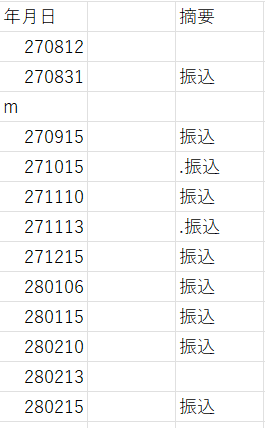 年月日 摘要
270812
270831 振込
m
270915 振込
271015 .振込
271110 振込
271113 .振込
271215 振込
280106 振込
280115 振込
280210 振込
280213
280215 振込